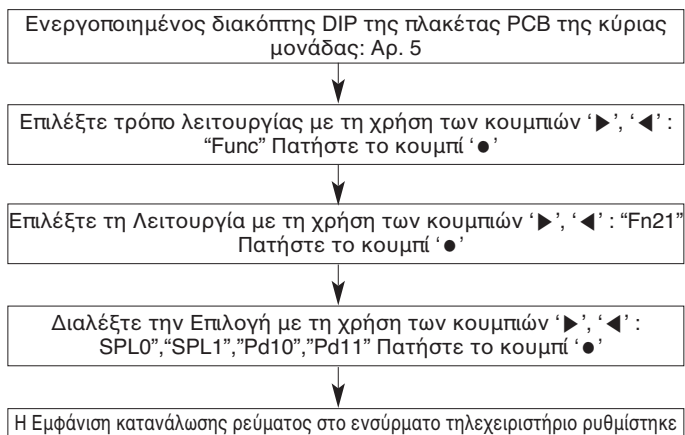 Ενεργοποιημένος διακόπτης DIP της πλακέτας PCB της κύριας
μονάδας: Αρ. 5
Επιλέξτε τρόπο λειτουργίας με τη χρήση των κουμπιών ‘▶’, ‘◀’ :
“Func” Πατήστε το κουμπί ‘●’
Επιλέξτε τη Λειτουργία με τη χρήση των κουμπιών ‘▶’, ‘◀’ : “Fn21”
Πατήστε το κουμπί ‘●’
Διαλέξτε την Επιλογή με τη χρήση των κουμπιών ‘▶’, ‘◀’ :
SPL0”,“SPL1”,”Pd10”,”Pd11” Πατήστε το κουμπί ‘●’
Η Εμφάνιση κατανάλωσης ρεύματος στο ενσύρματο τηλεχειριστήριο ρυθμίστηκε